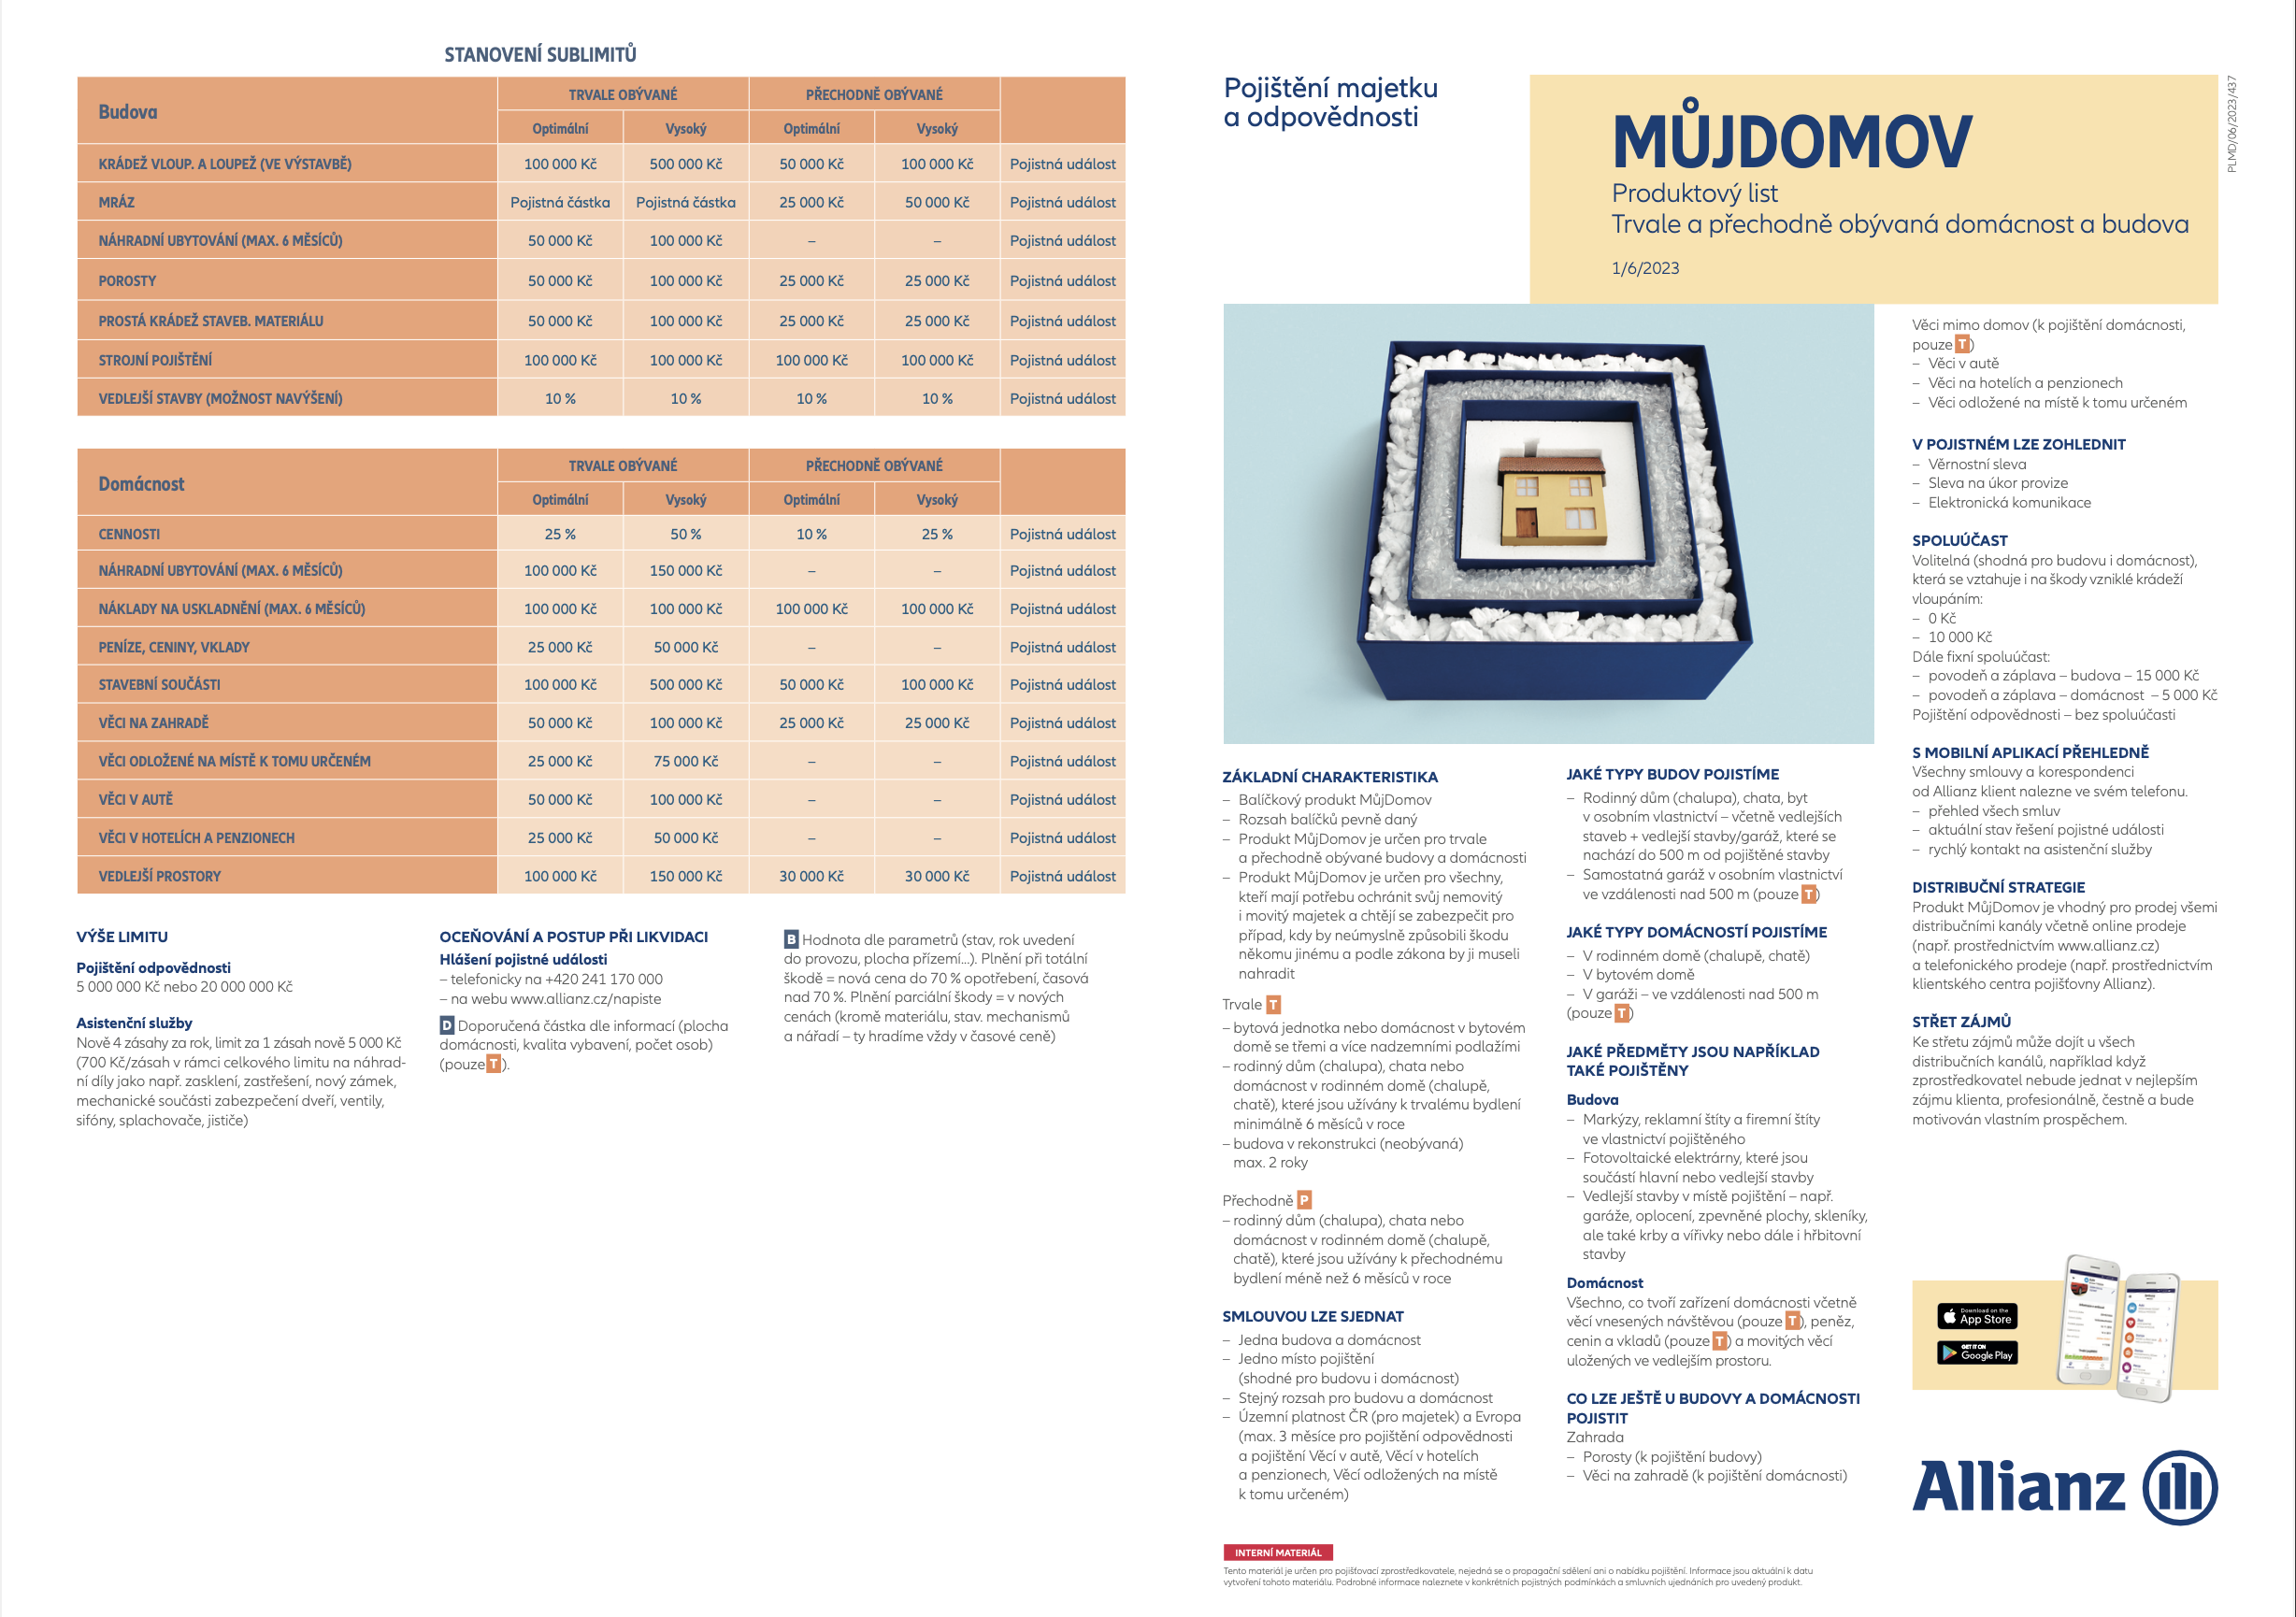 STANOVENÍ SUBLIMITŮ
Budova
TRVALE OBÝVANÉ PŘECHODNĚ OBÝVANÉ
Optimální Vysoký Optimální Vysoký
KRÁDEŽ VLOUP. A LOUPEŽ (VE VÝSTAVBĚ) 100 000 Kč 500 000 Kč 50 000 Kč 100 000 Kč Pojistná událost
MRÁZ Pojistná částka Pojistná částka 25 000 Kč 50 000 Kč Pojistná událost
NÁHRADNÍ UBYTOVÁNÍ (MAX. 6 MĚSÍCŮ) 50 000 Kč 100 000 Kč – – Pojistná událost
POROSTY 50 000 Kč 100 000 Kč 25 000 Kč 25 000 Kč Pojistná událost
PROSTÁ KRÁDEŽ STAVEB. MATERIÁLU 50 000 Kč 100 000 Kč 25 000 Kč 25 000 Kč Pojistná událost
STROJNÍ POJIŠTĚNÍ 100 000 Kč 100 000 Kč 100 000 Kč 100 000 Kč Pojistná událost
VEDLEJŠÍ STAVBY (MOŽNOST NAVÝŠENÍ) 10 % 10 % 10 % 10 % Pojistná událost
Domácnost
TRVALE OBÝVANÉ PŘECHODNĚ OBÝVANÉ
Optimální Vysoký Optimální Vysoký
CENNOSTI 25 % 50 % 10 % 25 % Pojistná událost
NÁHRADNÍ UBYTOVÁNÍ (MAX. 6 MĚSÍCŮ) 100 000 Kč 150 000 Kč – – Pojistná událost
NÁKLADY NA USKLADNĚNÍ (MAX. 6 MĚSÍCŮ) 100 000 Kč 100 000 Kč 100 000 Kč 100 000 Kč Pojistná událost
PENÍZE, CENINY, VKLADY 25 000 Kč 50 000 Kč – – Pojistná událost
STAVEBNÍ SOUČÁSTI 100 000 Kč 500 000 Kč 50 000 Kč 100 000 Kč Pojistná událost
VĚCI NA ZAHRADĚ 50 000 Kč 100 000 Kč 25 000 Kč 25 000 Kč Pojistná událost
VĚCI ODLOŽENÉ NA MÍSTĚ K TOMU URČENÉM 25 000 Kč 75 000 Kč – – Pojistná událost
VĚCI V AUTĚ 50 000 Kč 100 000 Kč – – Pojistná událost
VĚCI V HOTELÍCH A PENZIONECH 25 000 Kč 50 000 Kč – – Pojistná událost
VEDLEJŠÍ PROSTORY 100 000 Kč 150 000 Kč 30 000 Kč 30 000 Kč Pojistná událost
VÝŠE LIMITU
Pojištění odpovědnosti
5 000 000 Kč nebo 20 000 000 Kč
Asistenční služby
Nově 4 zásahy za rok, limit za 1 zásah nově 5 000 Kč
(700 Kč/zásah v rámci celkového limitu na náhrad-
ní díly jako např. zasklení, zastřešení, nový zámek,
mechanické součásti zabezpečení dveří, ventily,
sifóny, splachovače, jističe)
OCEŇOVÁNÍ A POSTUP PŘI LIKVIDACI
Hlášení pojistné události
– telefonicky na +420 241 170 000
– na webu www.allianz.cz/napiste
D Doporučená částka dle informací (plocha
domácnosti, kvalita vybavení, počet osob)
(pouze T).
B Hodnota dle parametrů (stav, rok uvedení
do provozu, plocha přízemí...). Plnění při totální
škodě = nová cena do 70 % opotřebení, časová
nad 70 %. Plnění parciální škody = v nových
cenách (kromě materiálu, stav. mechanismů
a nářadí – ty hradíme vždy v časové ceně)
Pojištění majetku
a odpovědnosti
MŮJDOMOV
Produktový list
Trvale a přechodně obývaná domácnost a budova
1/6/2023
PLMD/06/2023/437
ZÁKLADNÍ CHARAKTERISTIKA
– Balíčkový produkt MůjDomov
– Rozsah balíčků pevně daný
– Produkt MůjDomov je určen pro trvale
a přechodně obývané budovy a domácnosti
– Produkt MůjDomov je určen pro všechny,
kteří mají potřebu ochránit svůj nemovitý
i movitý majetek a chtějí se zabezpečit pro
případ, kdy by neúmyslně způsobili škodu
někomu jinému a podle zákona by ji museli
nahradit
Trvale T
– bytová jednotka nebo domácnost v bytovém
domě se třemi a více nadzemními podlažími
– rodinný dům (chalupa), chata nebo
domácnost v rodinném domě (chalupě,
chatě), které jsou užívány k trvalému bydlení
minimálně 6 měsíců v roce
– budova v rekonstrukci (neobývaná)
max. 2 roky
Přechodně P
– rodinný dům (chalupa), chata nebo
domácnost v rodinném domě (chalupě,
chatě), které jsou užívány k přechodnému
bydlení méně než 6 měsíců v roce
SMLOUVOU LZE SJEDNAT
– Jedna budova a domácnost
– Jedno místo pojištění
(shodné pro budovu i domácnost)
– Stejný rozsah pro budovu a domácnost
– Územní platnost ČR (pro majetek) a Evropa
(max. 3 měsíce pro pojištění odpovědnosti
a pojištění Věcí v autě, Věcí v hotelích
a penzionech, Věcí odložených na místě
k tomu určeném)
JAKÉ TYPY BUDOV POJISTÍME
– Rodinný dům (chalupa), chata, byt
v osobním vlastnictví – včetně vedlejších
staveb + vedlejší stavby/garáž, které se
nachází do 500 m od pojištěné stavby
– Samostatná garáž v osobním vlastnictví
ve vzdálenosti nad 500 m (pouze T)
JAKÉ TYPY DOMÁCNOSTÍ POJISTÍME
– V rodinném domě (chalupě, chatě)
– V bytovém domě
– V garáži – ve vzdálenosti nad 500 m
(pouze T)
JAKÉ PŘEDMĚTY JSOU NAPŘÍKLAD
TAKÉ POJIŠTĚNY
Budova
– Markýzy, reklamní štíty a firemní štíty
ve vlastnictví pojištěného
– Fotovoltaické elektrárny, které jsou
součástí hlavní nebo vedlejší stavby
– Vedlejší stavby v místě pojištění – např.
garáže, oplocení, zpevněné plochy, skleníky,
ale také krby a vířivky nebo dále i hřbitovní
stavby
Domácnost
Všechno, co tvoří zařízení domácnosti včetně
věcí vnesených návštěvou (pouze T), peněz,
cenin a vkladů (pouze T) a movitých věcí
uložených ve vedlejším prostoru.
CO LZE JEŠTĚ U BUDOVY A DOMÁCNOSTI
POJISTIT
Zahrada
– Porosty (k pojištění budovy)
– Věci na zahradě (k pojištění domácnosti)
Věci mimo domov (k pojištění domácnosti,
pouze T)
– Věci v autě
– Věci na hotelích a penzionech
– Věci odložené na místě k tomu určeném
V POJISTNÉM LZE ZOHLEDNIT
– Věrnostní sleva
– Sleva na úkor provize
– Elektronická komunikace
SPOLUÚČAST
Volitelná (shodná pro budovu i domácnost),
která se vztahuje i na škody vzniklé krádeží
vloupáním:
– 0 Kč
– 10 000 Kč
Dále fixní spoluúčast:
– povodeň a záplava – budova – 15 000 Kč
– povodeň a záplava – domácnost – 5 000 Kč
Pojištění odpovědnosti – bez spoluúčasti
S MOBILNÍ APLIKACÍ PŘEHLEDNĚ
Všechny smlouvy a korespondenci
od Allianz klient nalezne ve svém telefonu.
– přehled všech smluv
– aktuální stav řešení pojistné události
– rychlý kontakt na asistenční služby
DISTRIBUČNÍ STRATEGIE
Produkt MůjDomov je vhodný pro prodej všemi
distribučními kanály včetně online prodeje
(např. prostřednictvím www.allianz.cz)
a telefonického prodeje (např. prostřednictvím
klientského centra pojišťovny Allianz).
STŘET ZÁJMŮ
Ke střetu zájmů může dojít u všech
distribučních kanálů, například když
zprostředkovatel nebude jednat v nejlepším
zájmu klienta, profesionálně, čestně a bude
motivován vlastním prospěchem.
Download on the
App Store
GET IT ON
Google Play
Allianz
INTERNÍ MATERIÁL
Tento materiál je určen pro pojišťovací zprostředkovatele, nejedná se o propagační sdělení ani o nabídku pojištění. Informace jsou aktuální k datu
vytvoření tohoto materiálu. Podrobné informace naleznete v konkrétních pojistných podmínkách a smluvních ujednáních pro uvedený produkt.